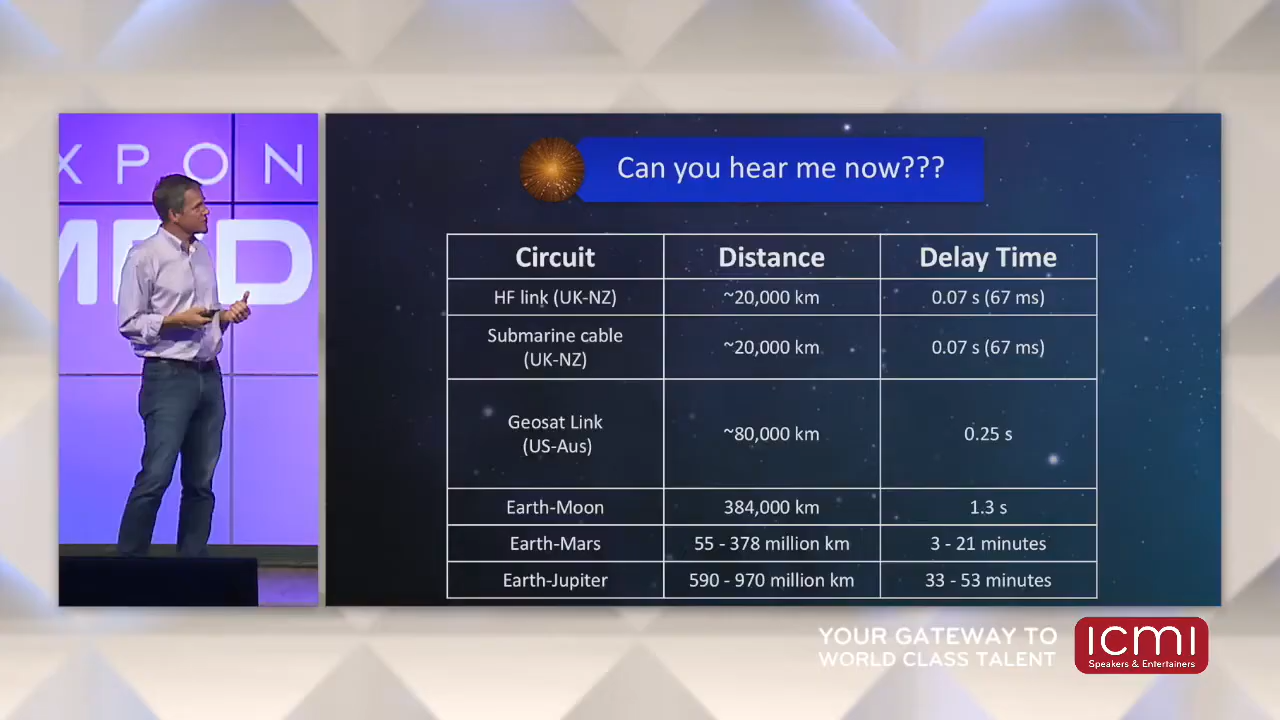 XPON
MED
Can you hear me now???
Circuit Distance Delay Time
HF link (UK-NZ) ~20,000 km 0.07 s (67 ms)
Submarine cable
(UK-NZ) ~20,000 km 0.07 s (67 ms)
Geosat Link
(US-Aus) ~80,000 km 0.25 s
Earth-Moon 384,000 km 1.3 s
Earth-Mars 55 - 378 million km 3 - 21 minutes
Earth-Jupiter 590 - 970 million km 33 - 53 minutes
YOUR GATEWAY TO
WORLD CLASS TALENT
ICMI
Speakers & Entertainers